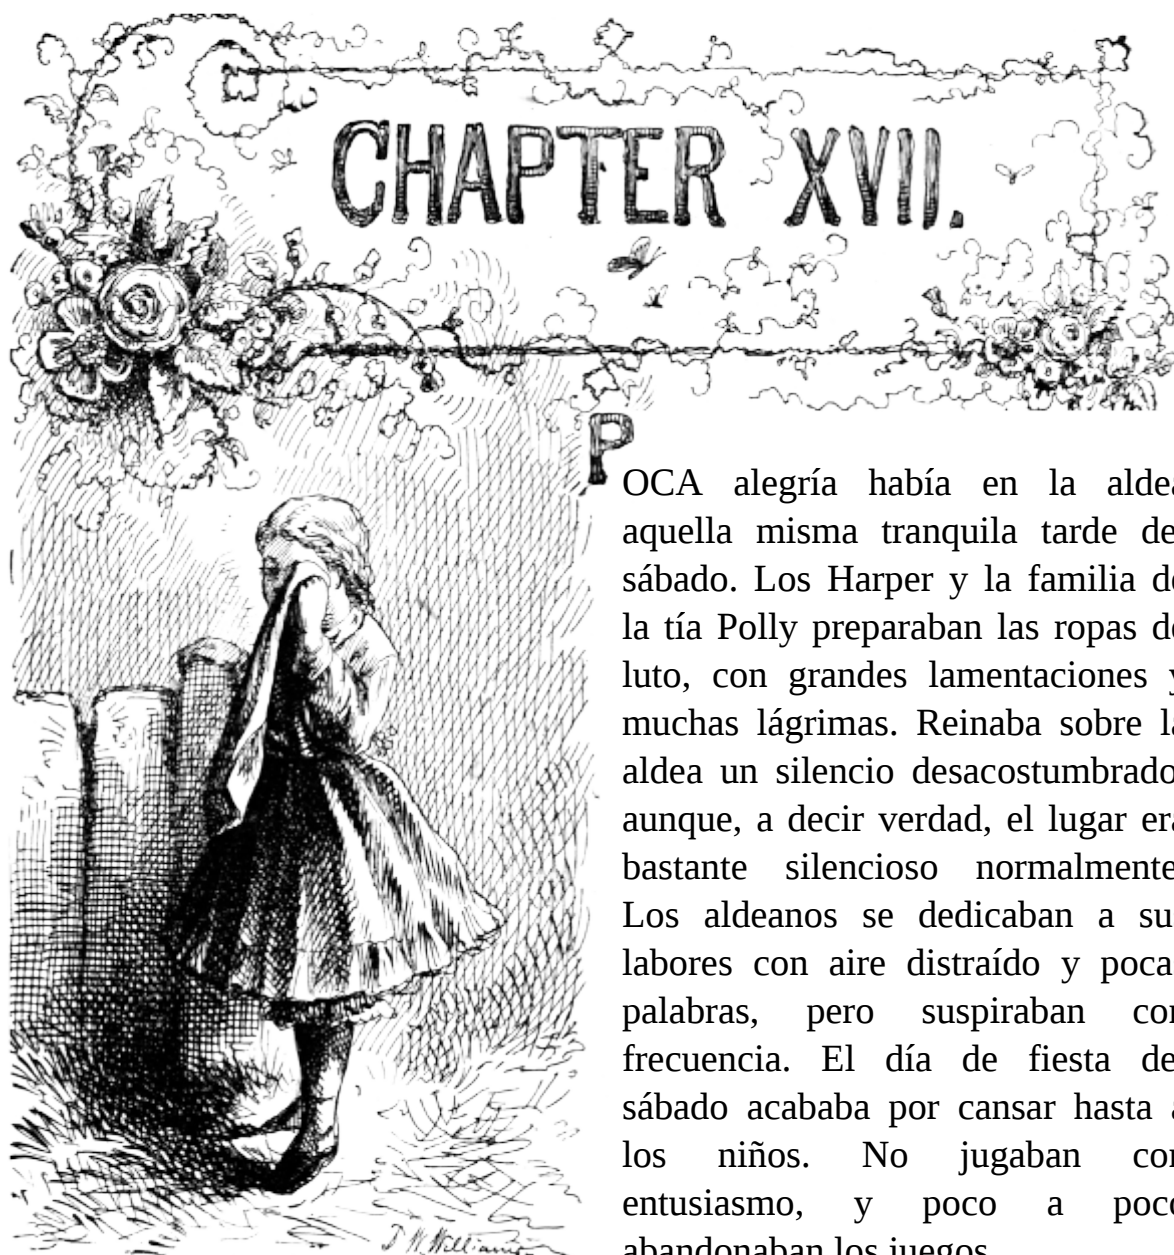 CHAPTER XVII.
P
OCA alegría había en la aldea
aquella misma tranquila tarde de
sábado. Los Harper y la familia de
la tía Polly preparaban las ropas de
luto, con grandes lamentaciones y
muchas lágrimas. Reinaba sobre la
aldea un silencio desacostumbrado
aunque, a decir verdad, el lugar era
bastante silencioso normalmente
Los aldeanos se dedicaban a su
labores con aire distraído y poca
palabras, pero suspiraban con
frecuencia. El día de fiesta de
sábado acababa por cansar hasta a
los niños. No jugaban con
entusiasmo, y poco a poco
abandonaban los juegos.